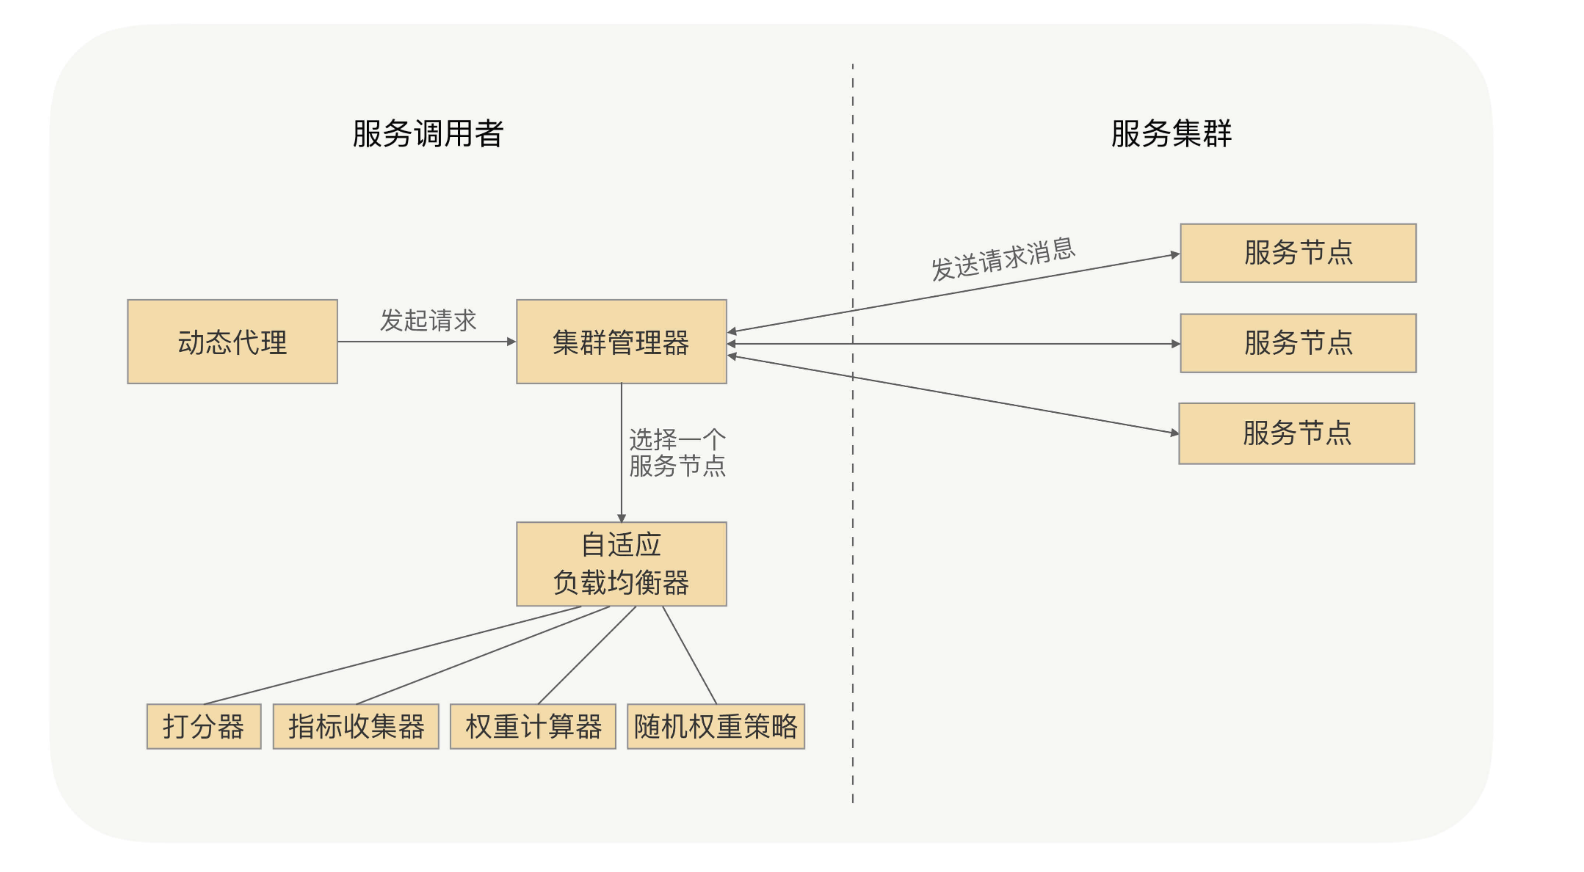 服务调用者
服务集群
发送请求消息
服务节点
动态代理
发起请求
集群管理器
服务节点
服务节点
选择一个
服务节点
自适应
负载均衡器
打分器
指标收集器
权重计算器
随机权重策略